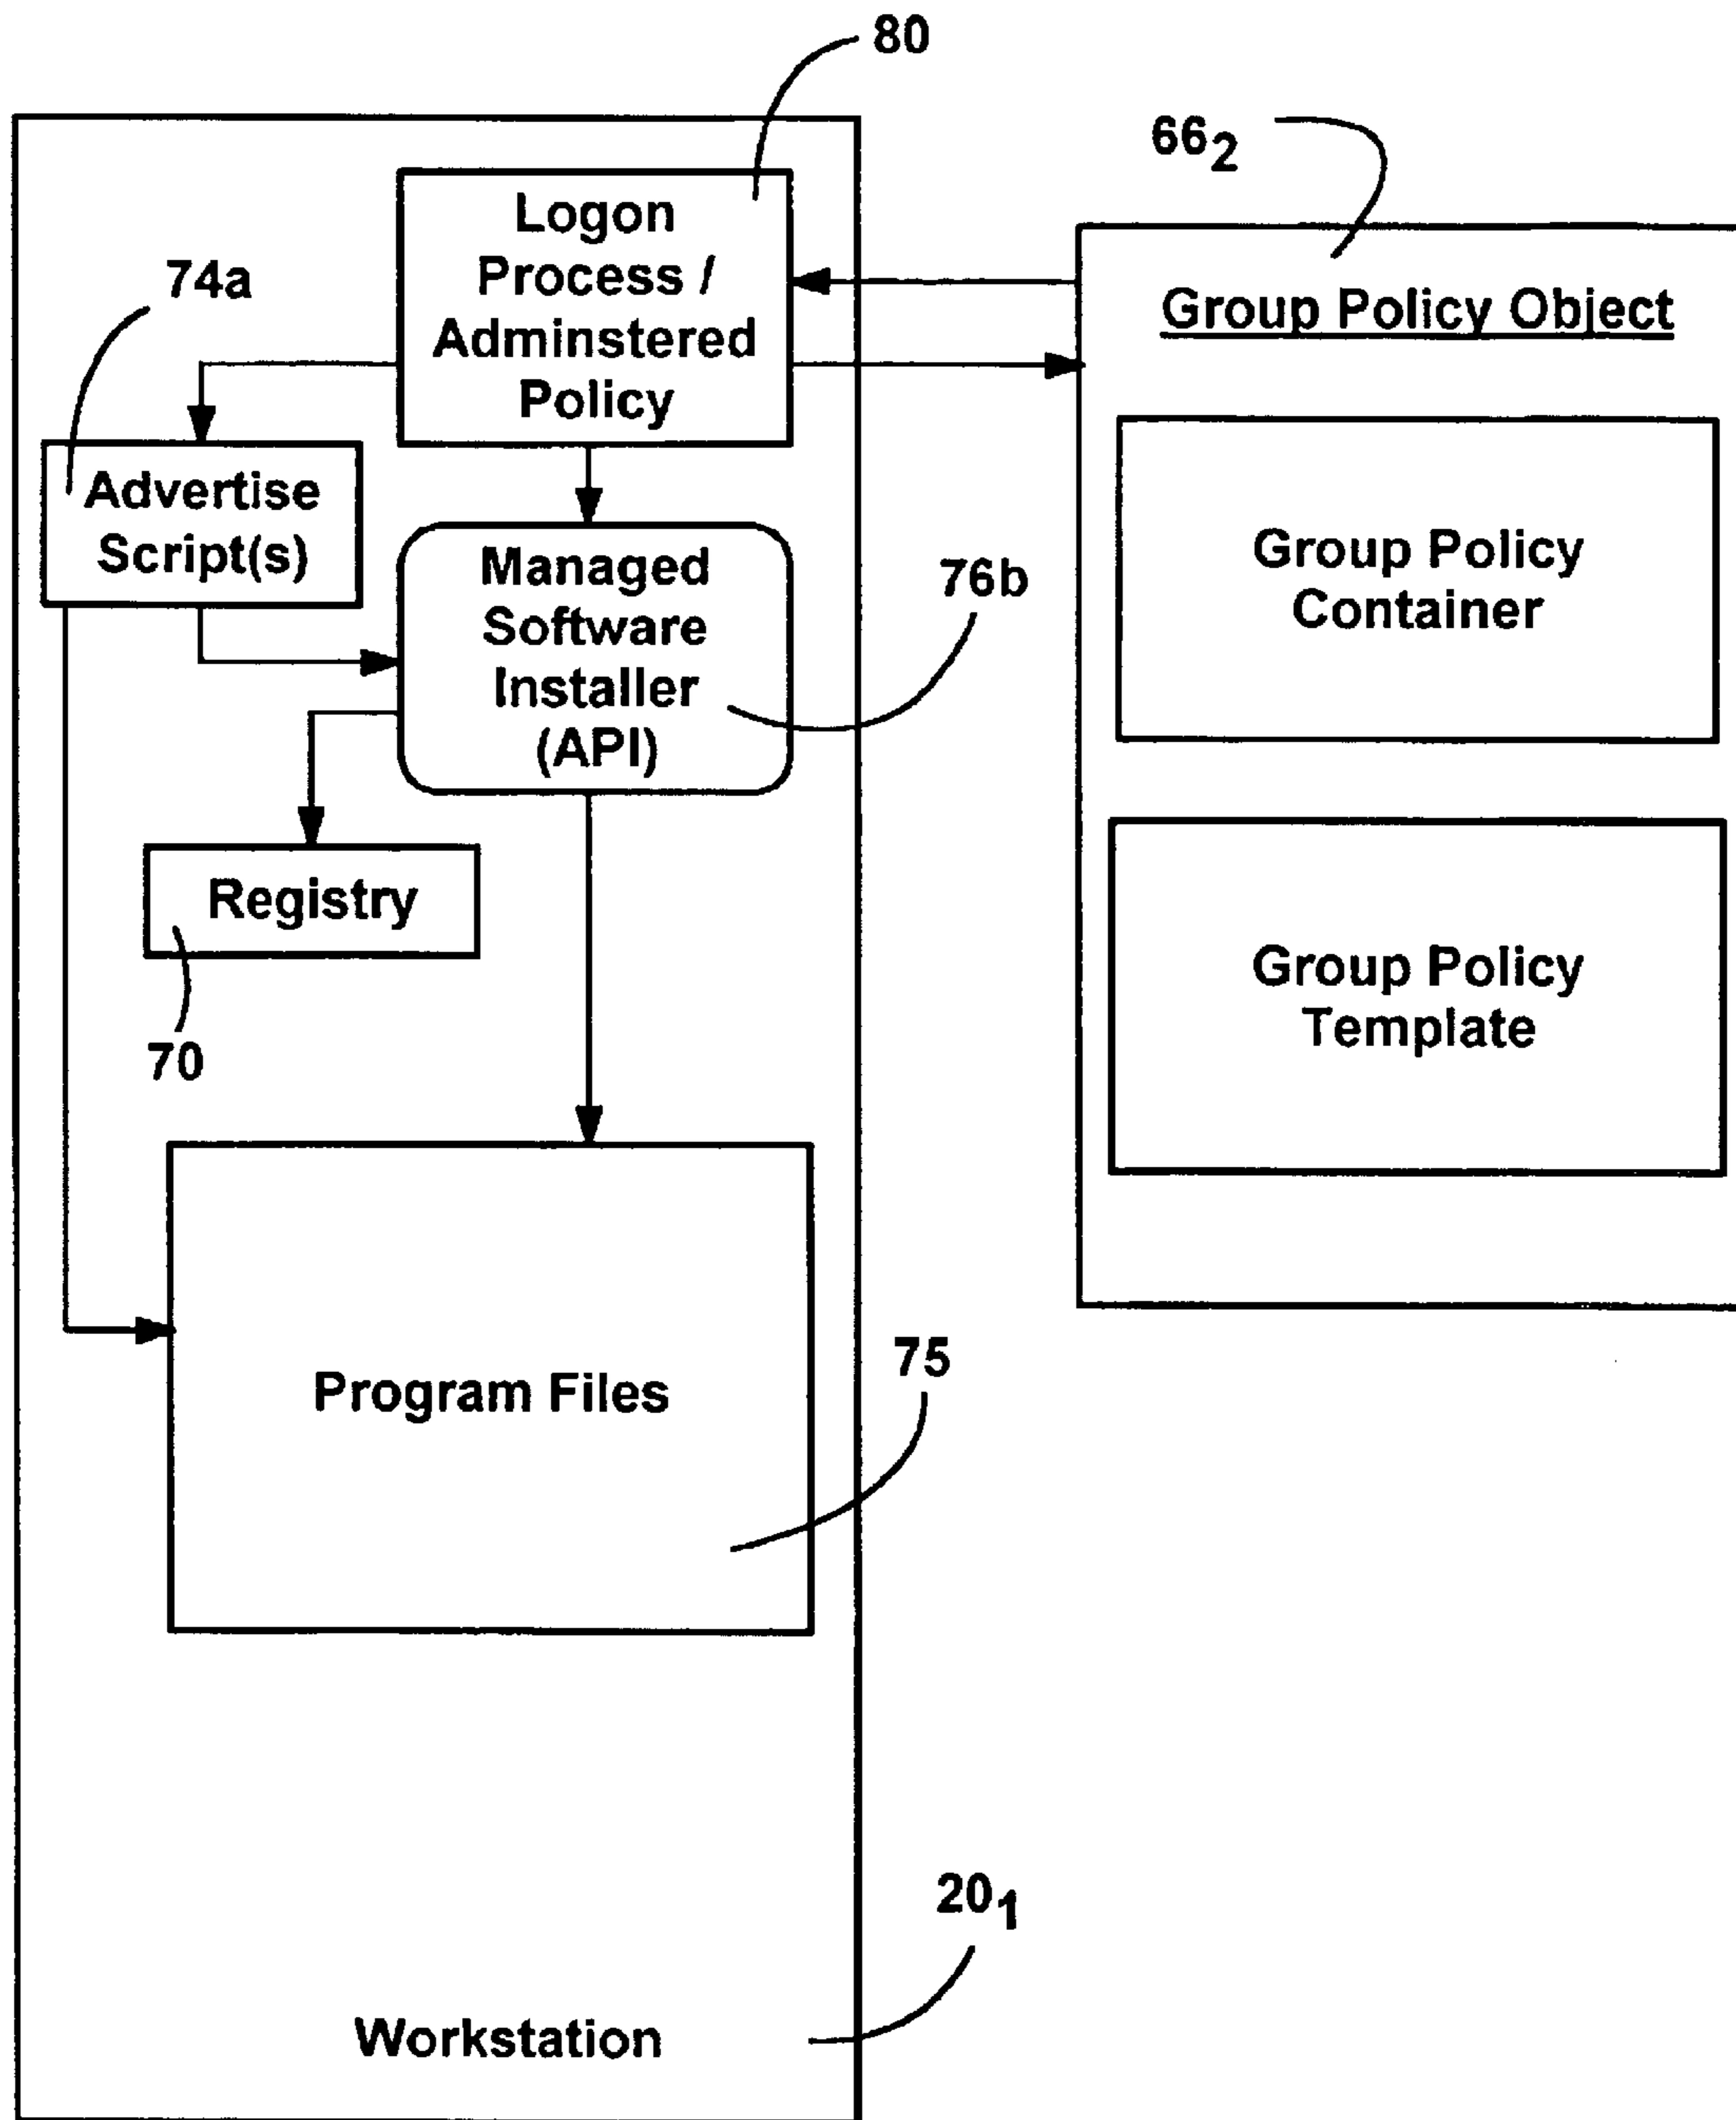 80
66₂
Logon
Process /
Adminstered
Policy
74a
Group Policy Object
Advertise
Script(s)
Managed
Software
Installer
(API)
76b
Group Policy
Container
Registry
70
Group Policy
Template
Program Files
75
20₁
Workstation